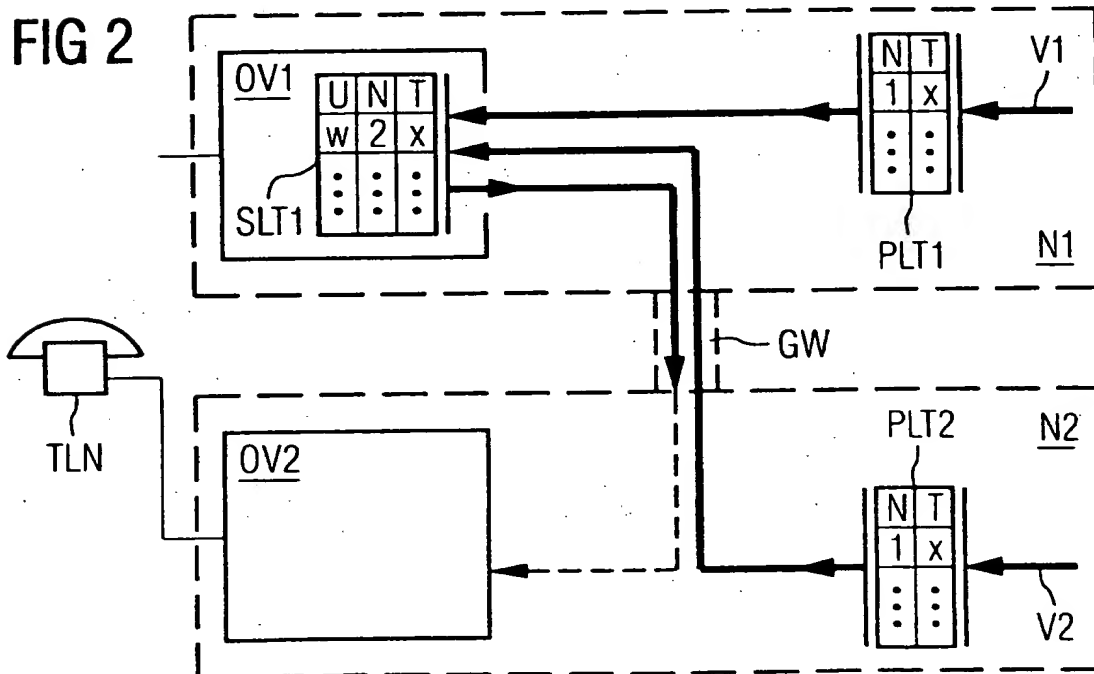 FIG 2
OV1
U N T
w 2 x
SLT1
N T
1 x
V1
PLT1
N1
GW
TLN
OV2
PLT2
N2
N T
1 x
V2